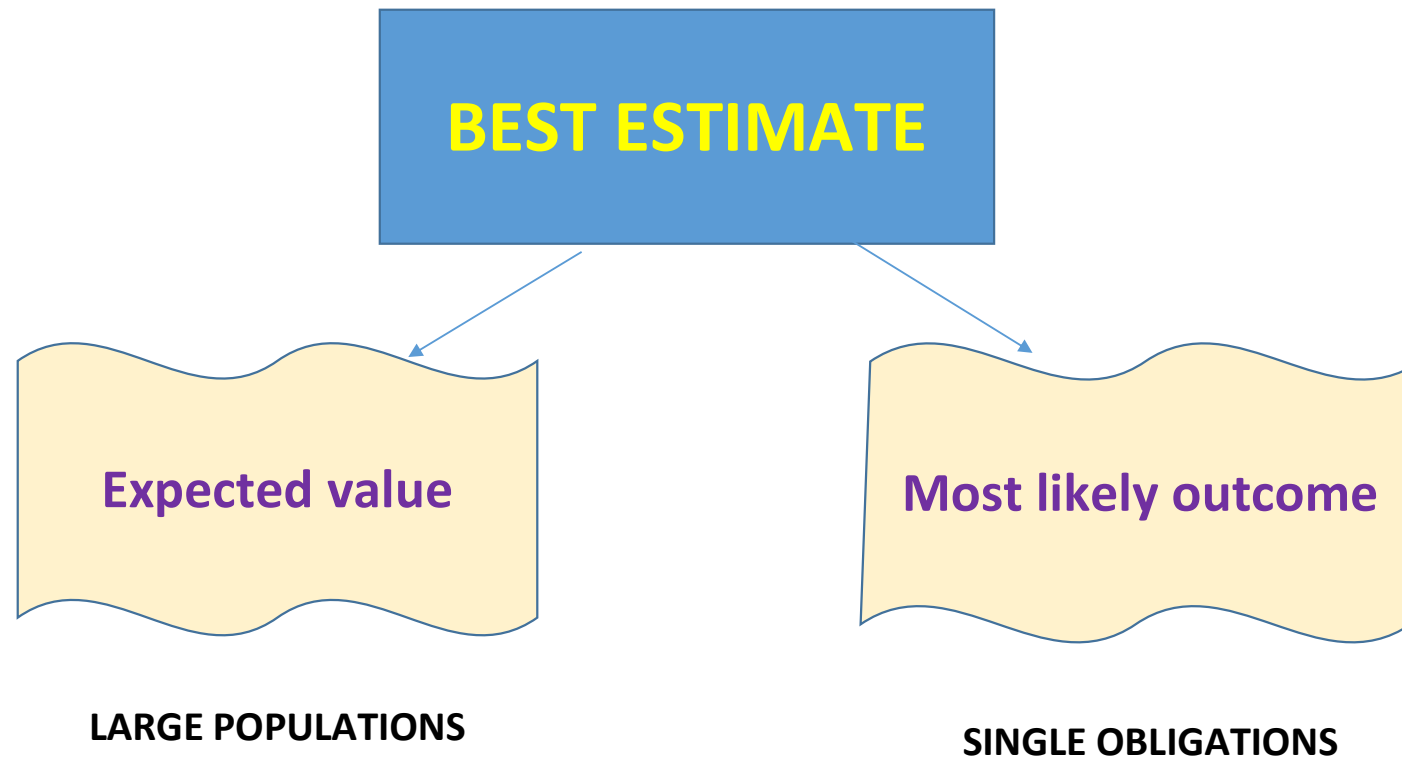 BEST ESTIMATE
Expected value
Most likely outcome
LARGE POPULATIONS
SINGLE OBLIGATIONS